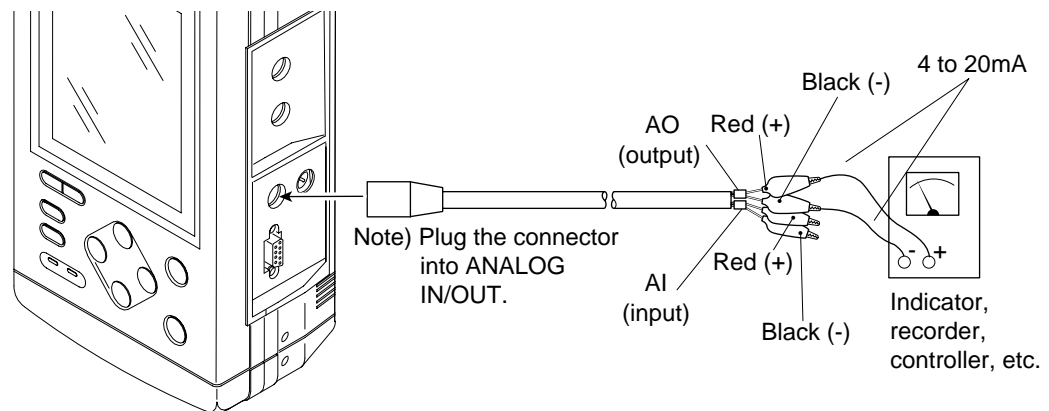 4 to 20mA
Black (-)
AO
(output)
Red (+)
Note) Plug the connector
into ANALOG
IN/OUT.
Red (+)
AI
(input)
Black (-)
- +
Indicator,
recorder,
controller, etc.